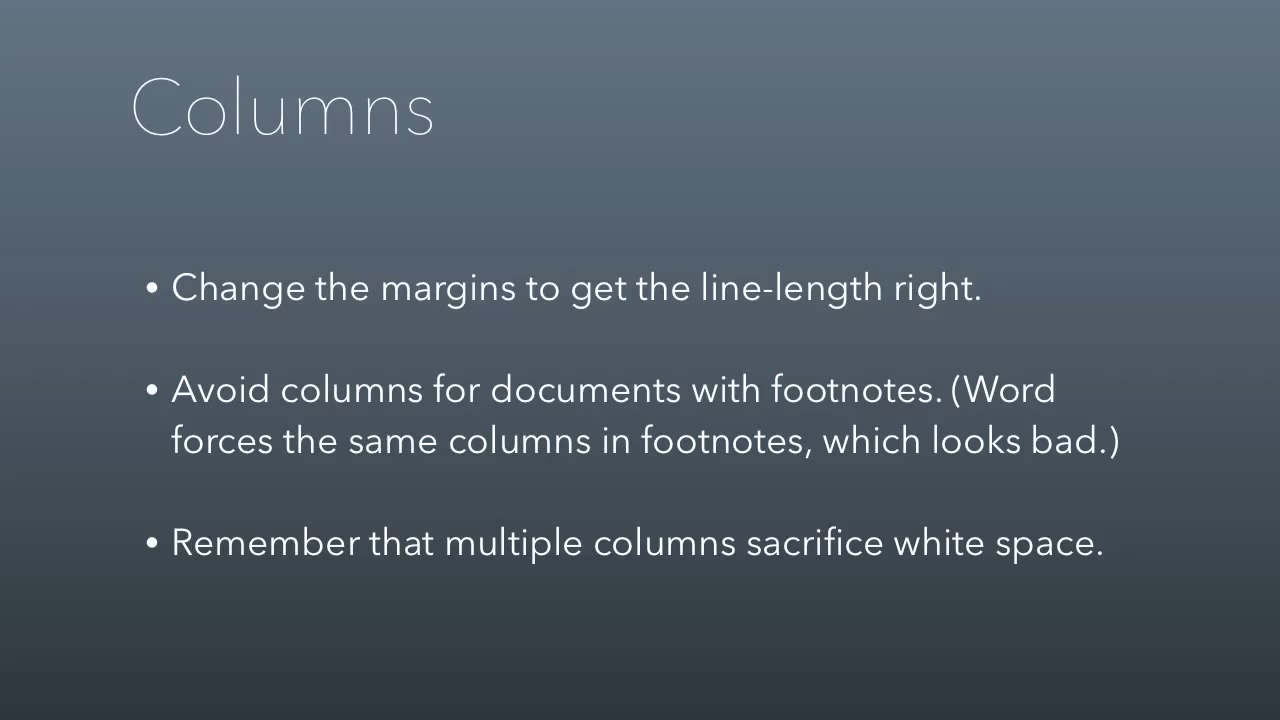 Columns
• Change the margins to get the line-length right.
• Avoid columns for documents with footnotes. (Word
forces the same columns in footnotes, which looks bad.)
• Remember that multiple columns sacrifice white space.